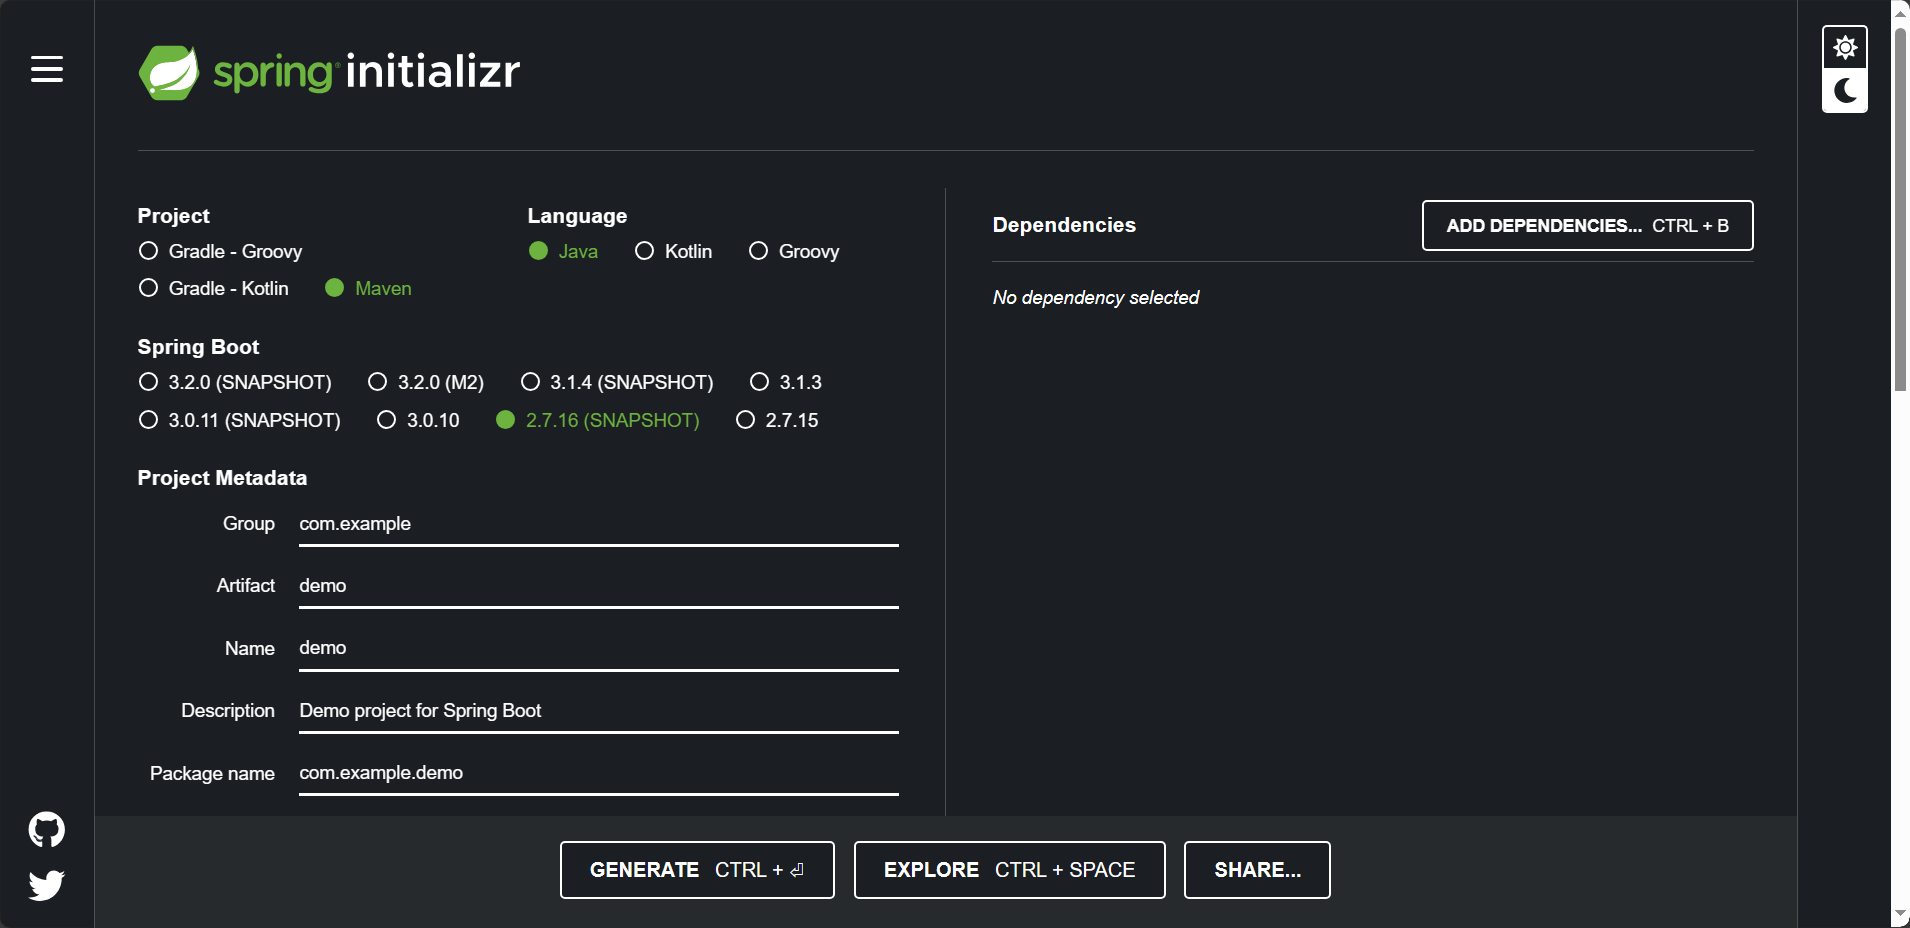 spring initializr
Project
Gradle - Groovy
Gradle - Kotlin Maven
Language
Java Kotlin Groovy
Spring Boot
3.2.0 (SNAPSHOT) 3.2.0 (M2) 3.1.4 (SNAPSHOT) 3.1.3
3.0.11 (SNAPSHOT) 3.0.10 2.7.16 (SNAPSHOT) 2.7.15
Project Metadata
Group com.example
Artifact demo
Name demo
Description Demo project for Spring Boot
Package name com.example.demo
Dependencies
ADD DEPENDENCIES... CTRL + B
No dependency selected
GENERATE CTRL + ⏎
EXPLORE CTRL + SPACE
SHARE...